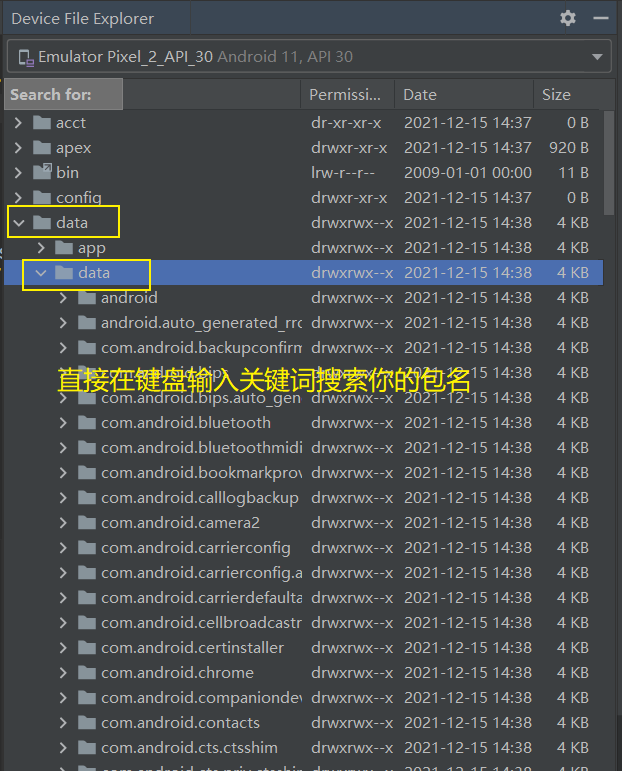 Device File Explorer
Emulator Pixel_2_API_30 Android 11, API 30
Search for: Permissi... Date Size
acct dr-xr-xr-x 2021-12-15 14:37 0 B
apex drwxr-xr-x 2021-12-15 14:37 920 B
bin lrw-r--r-- 2009-01-01 00:00 11 B
config drwxr-xr-x 2021-12-15 14:37 0 B
data drwxrwx--x 2021-12-15 14:38 4 KB
app drwxrwx--x 2021-12-15 14:38 4 KB
data drwxrwx--x 2021-12-15 14:38 4 KB
android drwxrwx--x 2021-12-15 14:38 4 KB
android.auto_generated_rro drwxrwx--x 2021-12-15 14:38 4 KB
com.android.backupconfirm drwxrwx--x 2021-12-15 14:38 4 KB
com.android.bips drwxrwx--x 2021-12-15 14:38 4 KB
直接在键盘输入关键词搜索你的包名
com.android.bips.auto_gen drwxrwx--x 2021-12-15 14:38 4 KB
com.android.bluetooth drwxrwx--x 2021-12-15 14:38 4 KB
com.android.bluetoothmidi drwxrwx--x 2021-12-15 14:38 4 KB
com.android.bookmarkprov drwxrwx--x 2021-12-15 14:38 4 KB
com.android.calllogbackup drwxrwx--x 2021-12-15 14:38 4 KB
com.android.camera2 drwxrwx--x 2021-12-15 14:38 4 KB
com.android.carrierconfig drwxrwx--x 2021-12-15 14:38 4 KB
com.android.carrierconfig.a drwxrwx--x 2021-12-15 14:38 4 KB
com.android.carrierdefaulta drwxrwx--x 2021-12-15 14:38 4 KB
com.android.cellbroadcastr drwxrwx--x 2021-12-15 14:38 4 KB
com.android.certinstaller drwxrwx--x 2021-12-15 14:38 4 KB
com.android.chrome drwxrwx--x 2021-12-15 14:38 4 KB
com.android.companiondev drwxrwx--x 2021-12-15 14:38 4 KB
com.android.contacts drwxrwx--x 2021-12-15 14:38 4 KB
com.android.cts.ctsshim drwxrwx--x 2021-12-15 14:38 4 KB